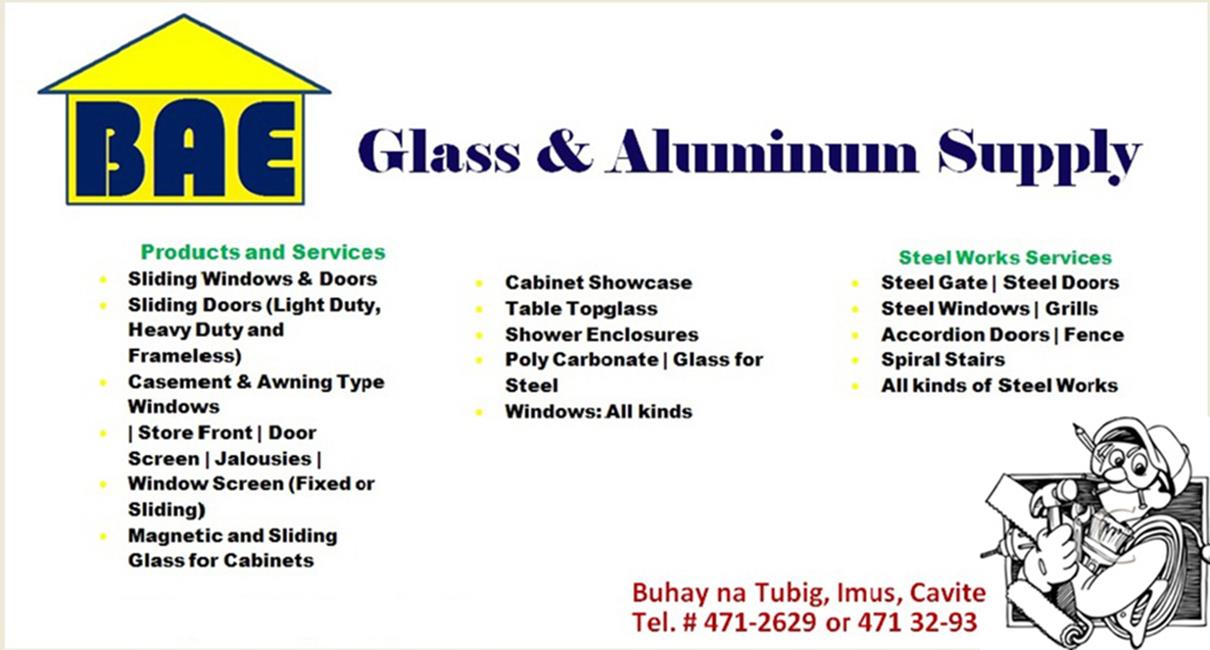 BAE
Glass & Aluminum Supply
Products and Services
Sliding Windows & Doors
Sliding Doors (Light Duty,
Heavy Duty and
Frameless)
Casement & Awning Type
Windows
| Store Front | Door
Screen | Jalousies |
Window Screen (Fixed or
Sliding)
Magnetic and Sliding
Glass for Cabinets
Cabinet Showcase
Table Topglass
Shower Enclosures
Poly Carbonate | Glass for
Steel
Windows: All kinds
Steel Works Services
Steel Gate | Steel Doors
Steel Windows | Grills
Accordion Doors | Fence
Spiral Stairs
All kinds of Steel Works
Buhay na Tubig, Imus, Cavite
Tel. # 471-2629 or 471 32-93